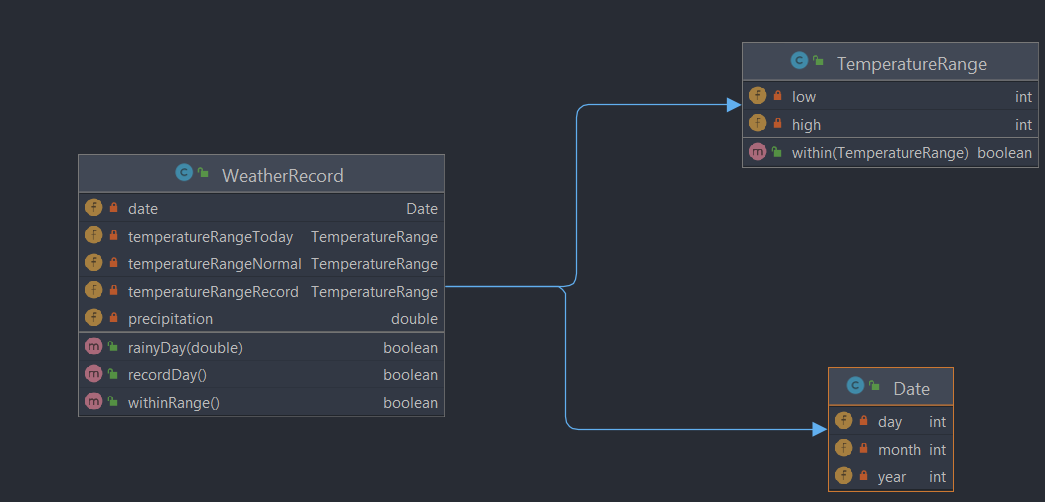 WeatherRecord
date Date
temperatureRangeToday TemperatureRange
temperatureRangeNormal TemperatureRange
temperatureRangeRecord TemperatureRange
precipitation double
rainyDay(double) boolean
recordDay() boolean
withinRange() boolean
TemperatureRange
low int
high int
within(TemperatureRange) boolean
Date
day int
month int
year int